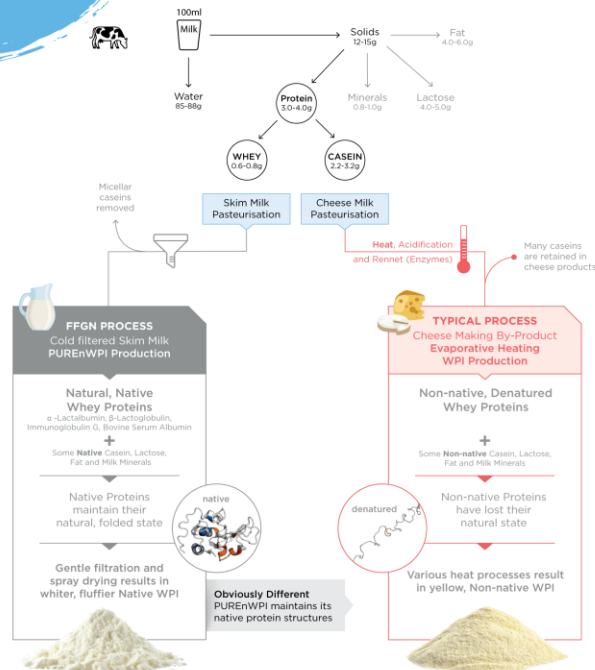 100ml
Milk
Solids
12-15g
Fat
4.0-6.0g
Water
85-88g
Protein
3.0-4.0g
Minerals
0.8-1.0g
Lactose
4.0-5.0g
WHEY
0.6-0.8g
CASEIN
2.2-3.2g
Micellar
caseins
removed
Skim Milk
Pasteurisation
Cheese Milk
Pasteurisation
Heat, Acidification
and Rennet (Enzymes)
Many caseins
are retained in
cheese products
FFGN PROCESS
Cold filtered Skim Milk
PUREnWPI Production
Natural, Native
Whey Proteins
α -Lactalbumin, β-Lactoglobulin,
Immunoglobulin G, Bovine Serum Albumin
+
Some Native Casein, Lactose,
Fat and Milk Minerals
Native Proteins
maintain their
natural, folded state
native
Gentle filtration and
spray drying results in
whiter, fluffier Native WPI
Obviously Different
PUREnWPI maintains its
native protein structures
TYPICAL PROCESS
Cheese Making By-Product
Evaporative Heating
WPI Production
Non-native, Denatured
Whey Proteins
+
Some Non-native Casein, Lactose,
Fat and Milk Minerals
Non-native Proteins
have lost their
natural state
denatured
Various heat processes result
in yellow, Non-native WPI